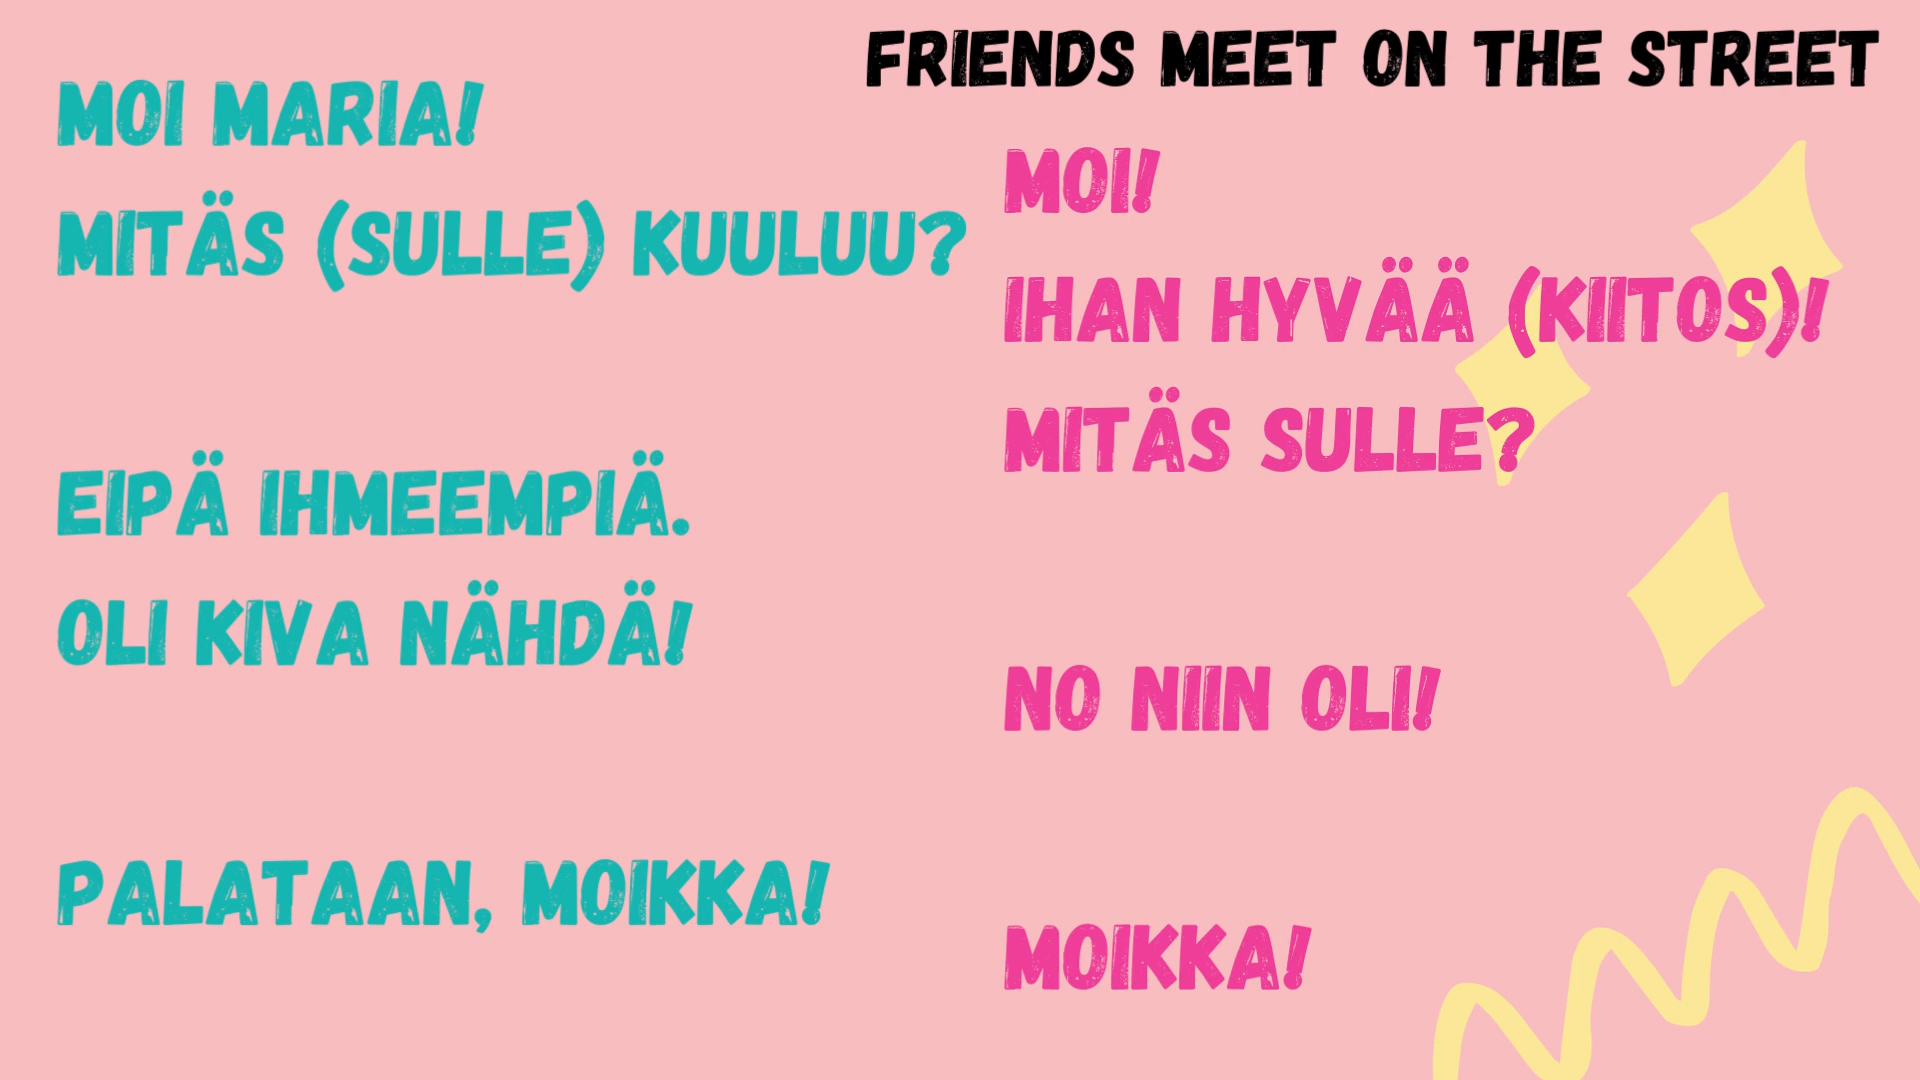 FRIENDS MEET ON THE STREET
MOI MARIA!
MITÄS (SULLE) KUULUU?
MOI!
IHAN HYVÄÄ (KIITOS)!
MITÄS SULLE?
EIPÄ IHMEEMPIÄ.
OLI KIVA NÄHDÄ!
NO NIIN OLI!
PALATAAN, MOIKKA!
MOIKKA!